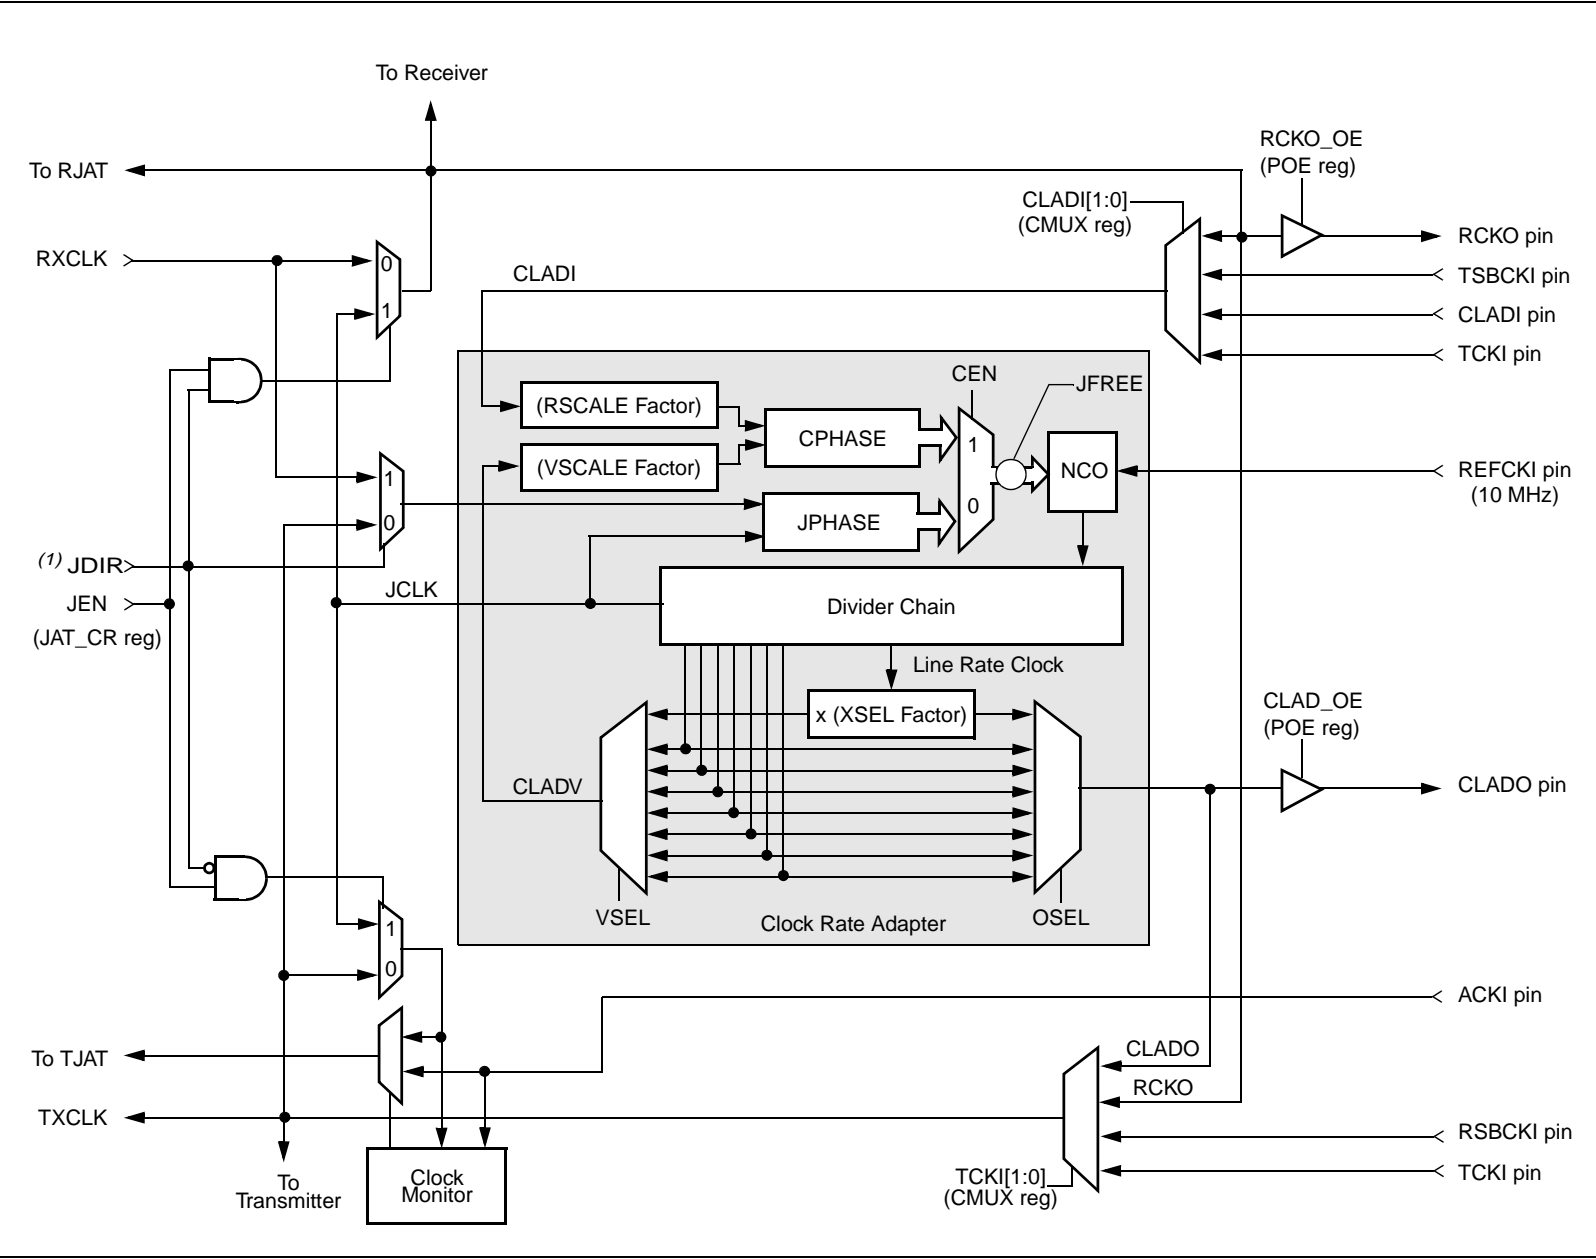 To Receiver
To RJAT
RCKO_OE
(POE reg)
CLADI[1:0]
(CMUX reg)
RCKO pin
RXCLK
0
1
CLADI
TSBCKI pin
CLADI pin
TCKI pin
CEN
JFREE
(RSCALE Factor)
CPHASE
(VSCALE Factor)
1
0
NCO
REFCKI pin
(10 MHz)
1
0
JPHASE
(1) JDIR
JEN
(JAT_CR reg)
JCLK
Divider Chain
Line Rate Clock
x (XSEL Factor)
CLAD_OE
(POE reg)
CLADV
CLADO pin
VSEL
OSEL
Clock Rate Adapter
1
0
ACKI pin
To TJAT
CLADO
RCKO
TXCLK
RSBCKI pin
TCKI pin
TCKI[1:0]
(CMUX reg)
To
Transmitter
Clock
Monitor